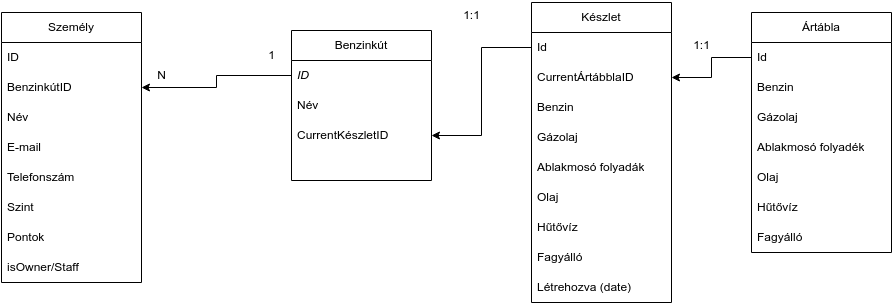 Személy
ID
BenzinkútID
Név
E-mail
Telefonszám
Szint
Pontok
isOwner/Staff
N
1
Benzinkút
ID
Név
CurrentKészletID
1:1
Készlet
Id
CurrentÁrtábblaID
Benzin
Gázolaj
Ablakmosó folyadák
Olaj
Hűtővíz
Fagyálló
Létrehozva (date)
1:1
Ártábla
Id
Benzin
Gázolaj
Ablakmosó folyadék
Olaj
Hűtővíz
Fagyálló